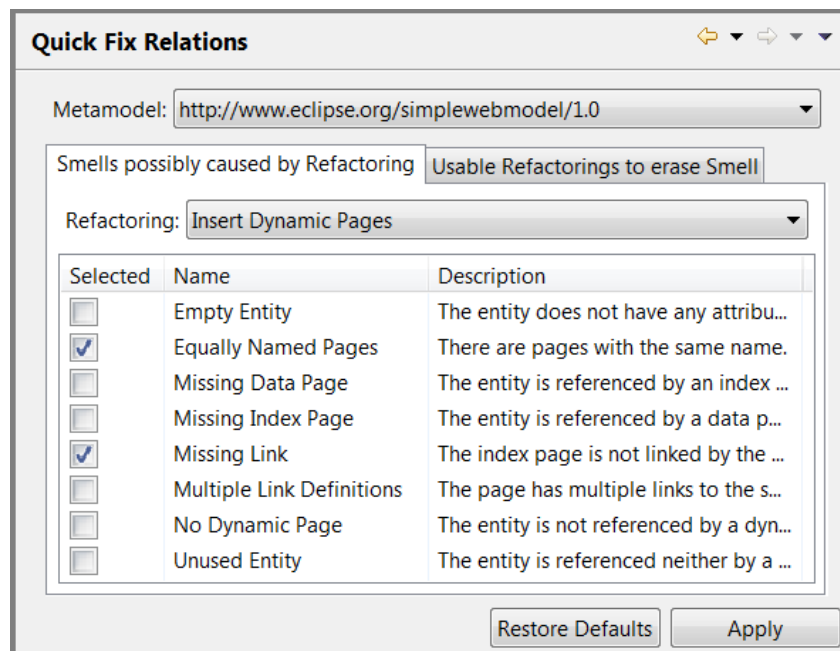 Quick Fix Relations
Metamodel: http://www.eclipse.org/simplewebmodel/1.0
Smells possibly caused by Refactoring Usable Refactorings to erase Smell
Refactoring: Insert Dynamic Pages
Selected Name Description
Empty Entity The entity does not have any attribu...
Equally Named Pages There are pages with the same name.
Missing Data Page The entity is referenced by an index ...
Missing Index Page The entity is referenced by a data p...
Missing Link The index page is not linked by the ...
Multiple Link Definitions The page has multiple links to the s...
No Dynamic Page The entity is not referenced by a dyn...
Unused Entity The entity is referenced neither by a ...
Restore Defaults Apply